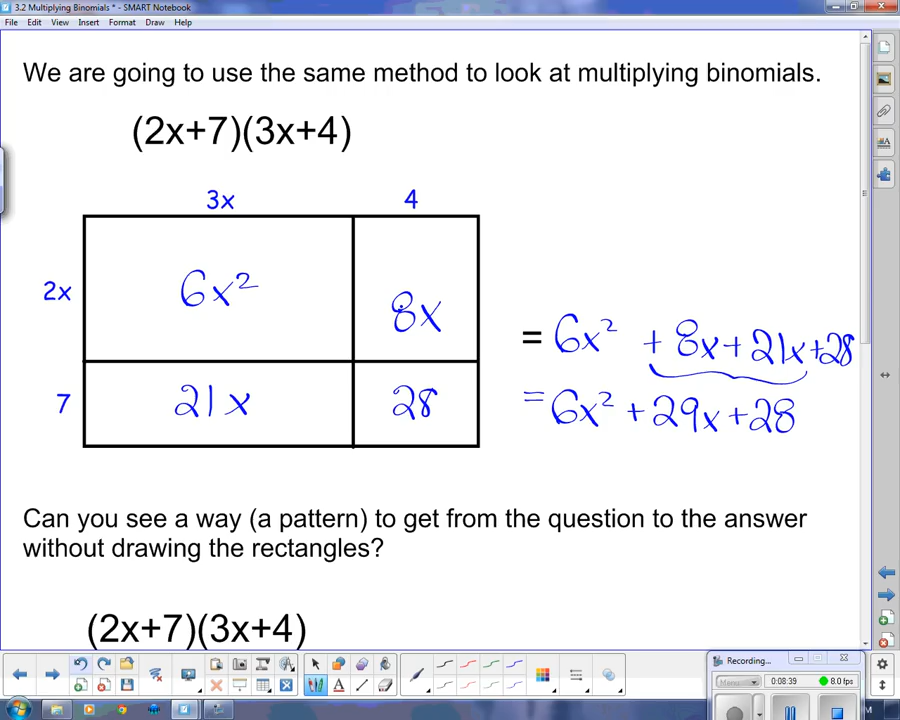 3.2 Multiplying Binomials * - SMART Notebook
File Edit View Insert Format Draw Help
We are going to use the same method to look at multiplying binomials.
(2x+7)(3x+4)
3x 4
2x 6x² 8x
= 6x² + 8x + 21x + 28
7 21x 28
= 6x² + 29x + 28
Can you see a way (a pattern) to get from the question to the answer
without drawing the rectangles?
(2x+7)(3x+4)
Recording...
Menu 0:08:39 8.0 fps